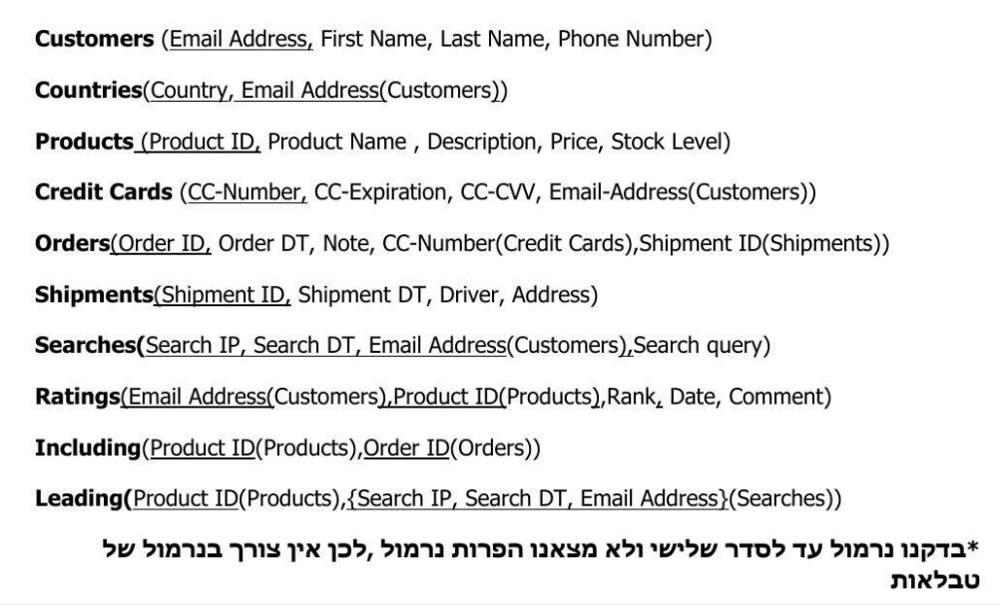 Customers (Email Address, First Name, Last Name, Phone Number)
Countries(Country, Email Address(Customers))
Products (Product ID, Product Name , Description, Price, Stock Level)
Credit Cards (CC-Number, CC-Expiration, CC-CVV, Email-Address(Customers))
Orders(Order ID, Order DT, Note, CC-Number(Credit Cards),Shipment ID(Shipments))
Shipments(Shipment ID, Shipment DT, Driver, Address)
Searches(Search IP, Search DT, Email Address(Customers),Search query)
Ratings(Email Address(Customers),Product ID(Products),Rank, Date, Comment)
Including(Product ID(Products),Order ID(Orders))
Leading(Product ID(Products),{Search IP, Search DT, Email Address}(Searches))
*בדקנו נרמול עד לסדר שלישי ולא מצאנו הפרות נרמול ,לכן אין צורך בנרמול של
טבלאות